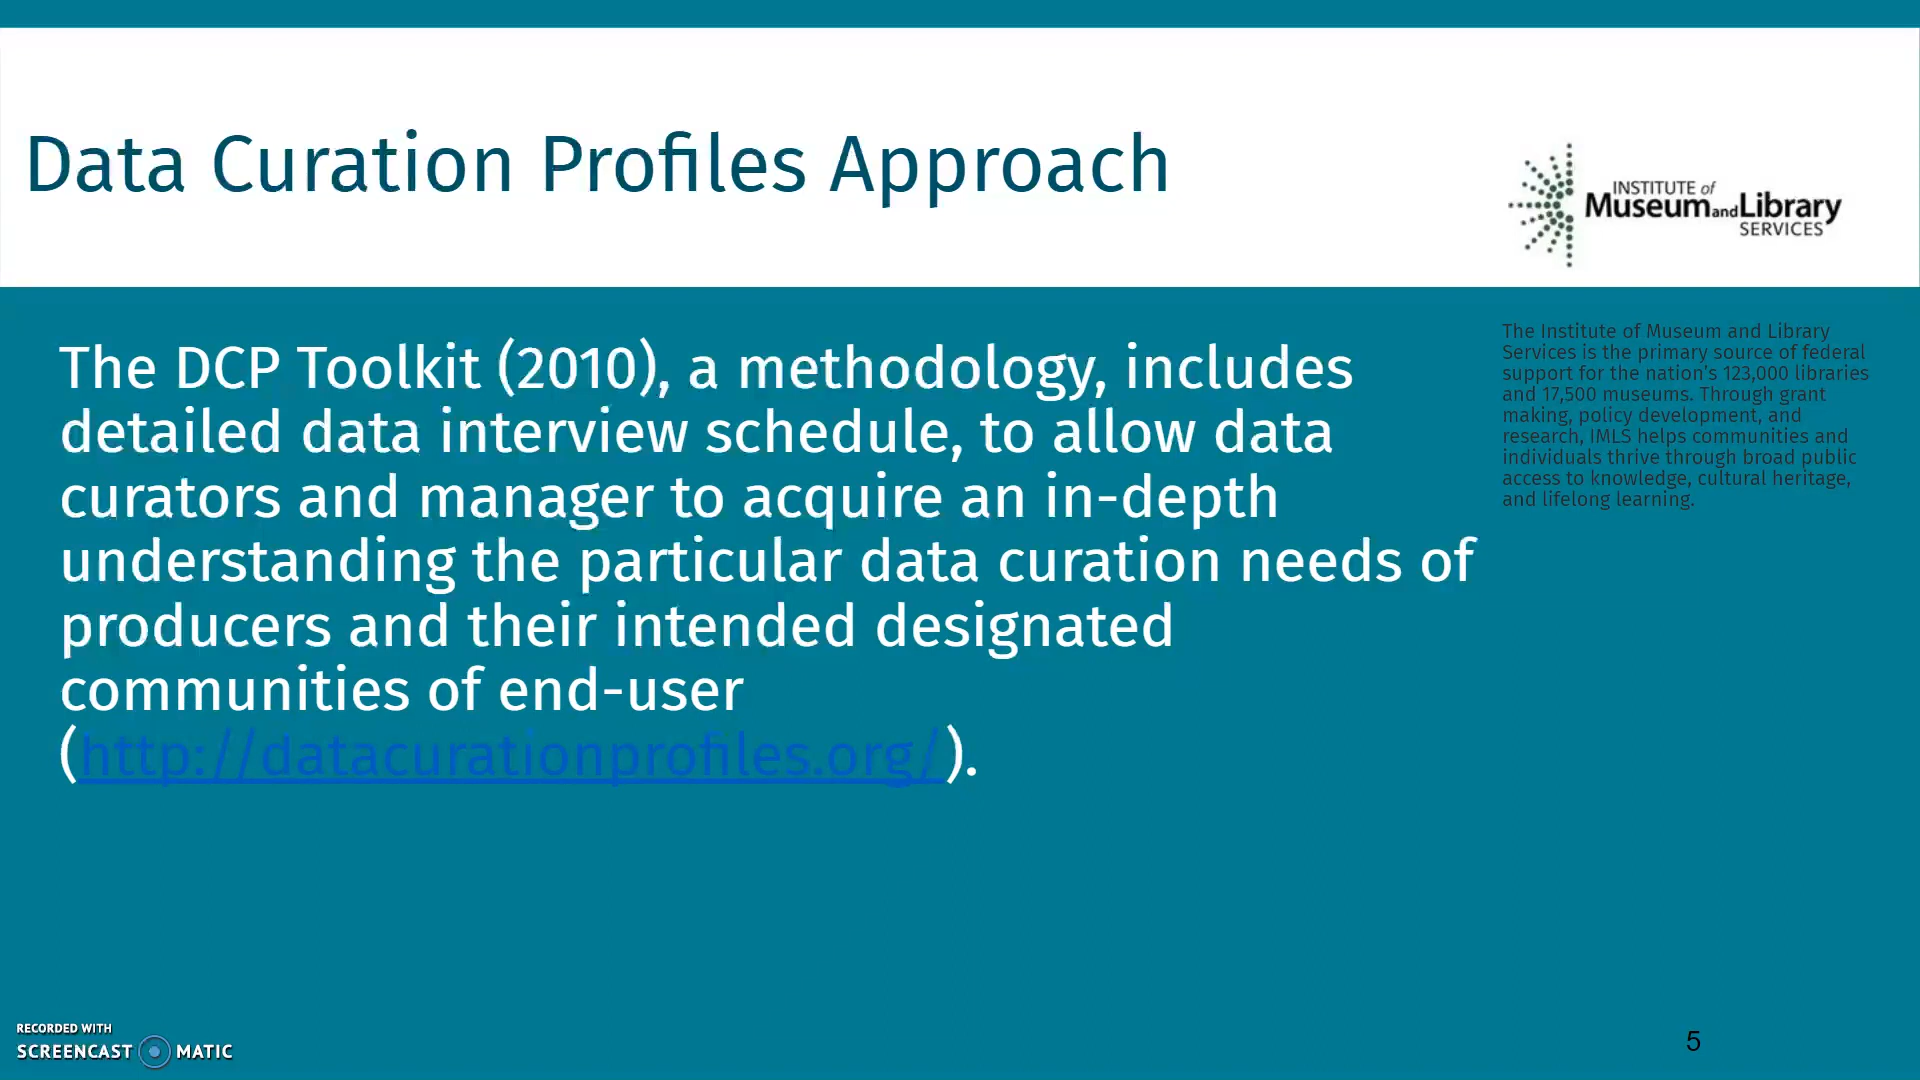 Data Curation Profiles Approach
INSTITUTE of
Museum and Library
SERVICES
The DCP Toolkit (2010), a methodology, includes
detailed data interview schedule, to allow data
curators and manager to acquire an in-depth
understanding the particular data curation needs of
producers and their intended designated
communities of end-user
(http://datacurationprofiles.org/).
The Institute of Museum and Library
Services is the primary source of federal
support for the nation's 123,000 libraries
and 17,500 museums. Through grant
making, policy development, and
research, IMLS helps communities and
individuals thrive through broad public
access to knowledge, cultural heritage,
and lifelong learning.
RECORDED WITH
SCREENCAST MATIC
5